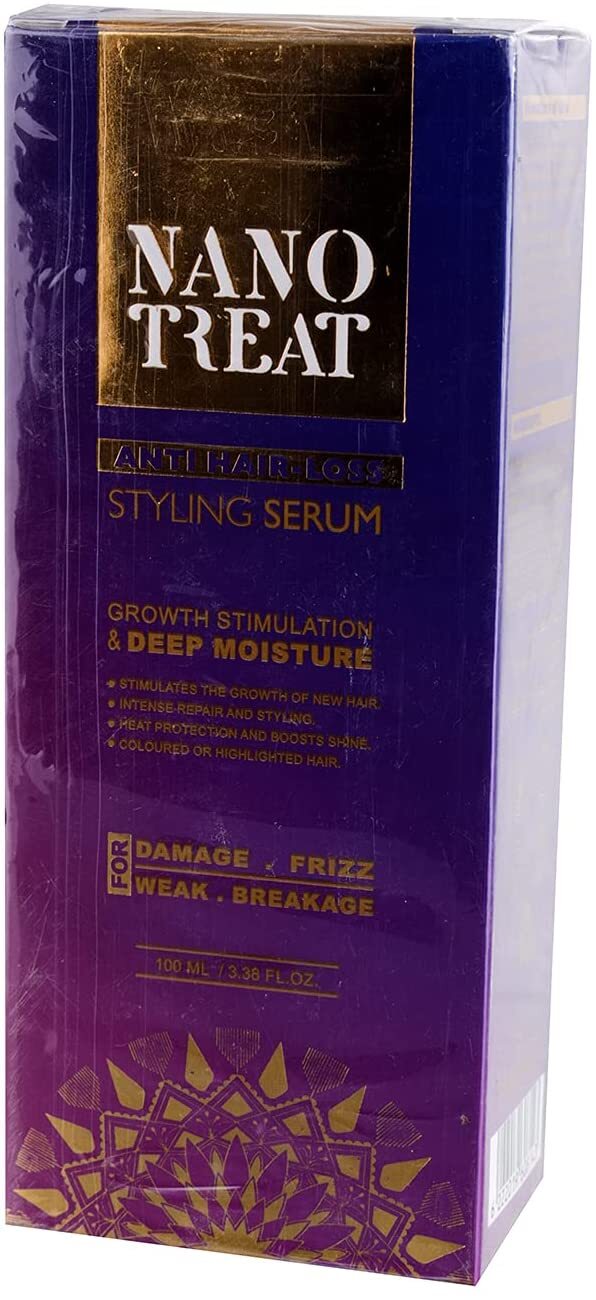 NANO
TREAT
ANTI HAIR-LOSS
STYLING SERUM
GROWTH STIMULATION
& DEEP MOISTURE
• STIMULATES THE GROWTH OF NEW HAIR.
• INTENSE REPAIR AND STYLING.
• HEAT PROTECTION AND BOOSTS SHINE.
• COLOURED OR HIGHLIGHTED HAIR.
FOR
DAMAGE . FRIZZ
WEAK . BREAKAGE
100 ML / 3.38 FL.OZ.